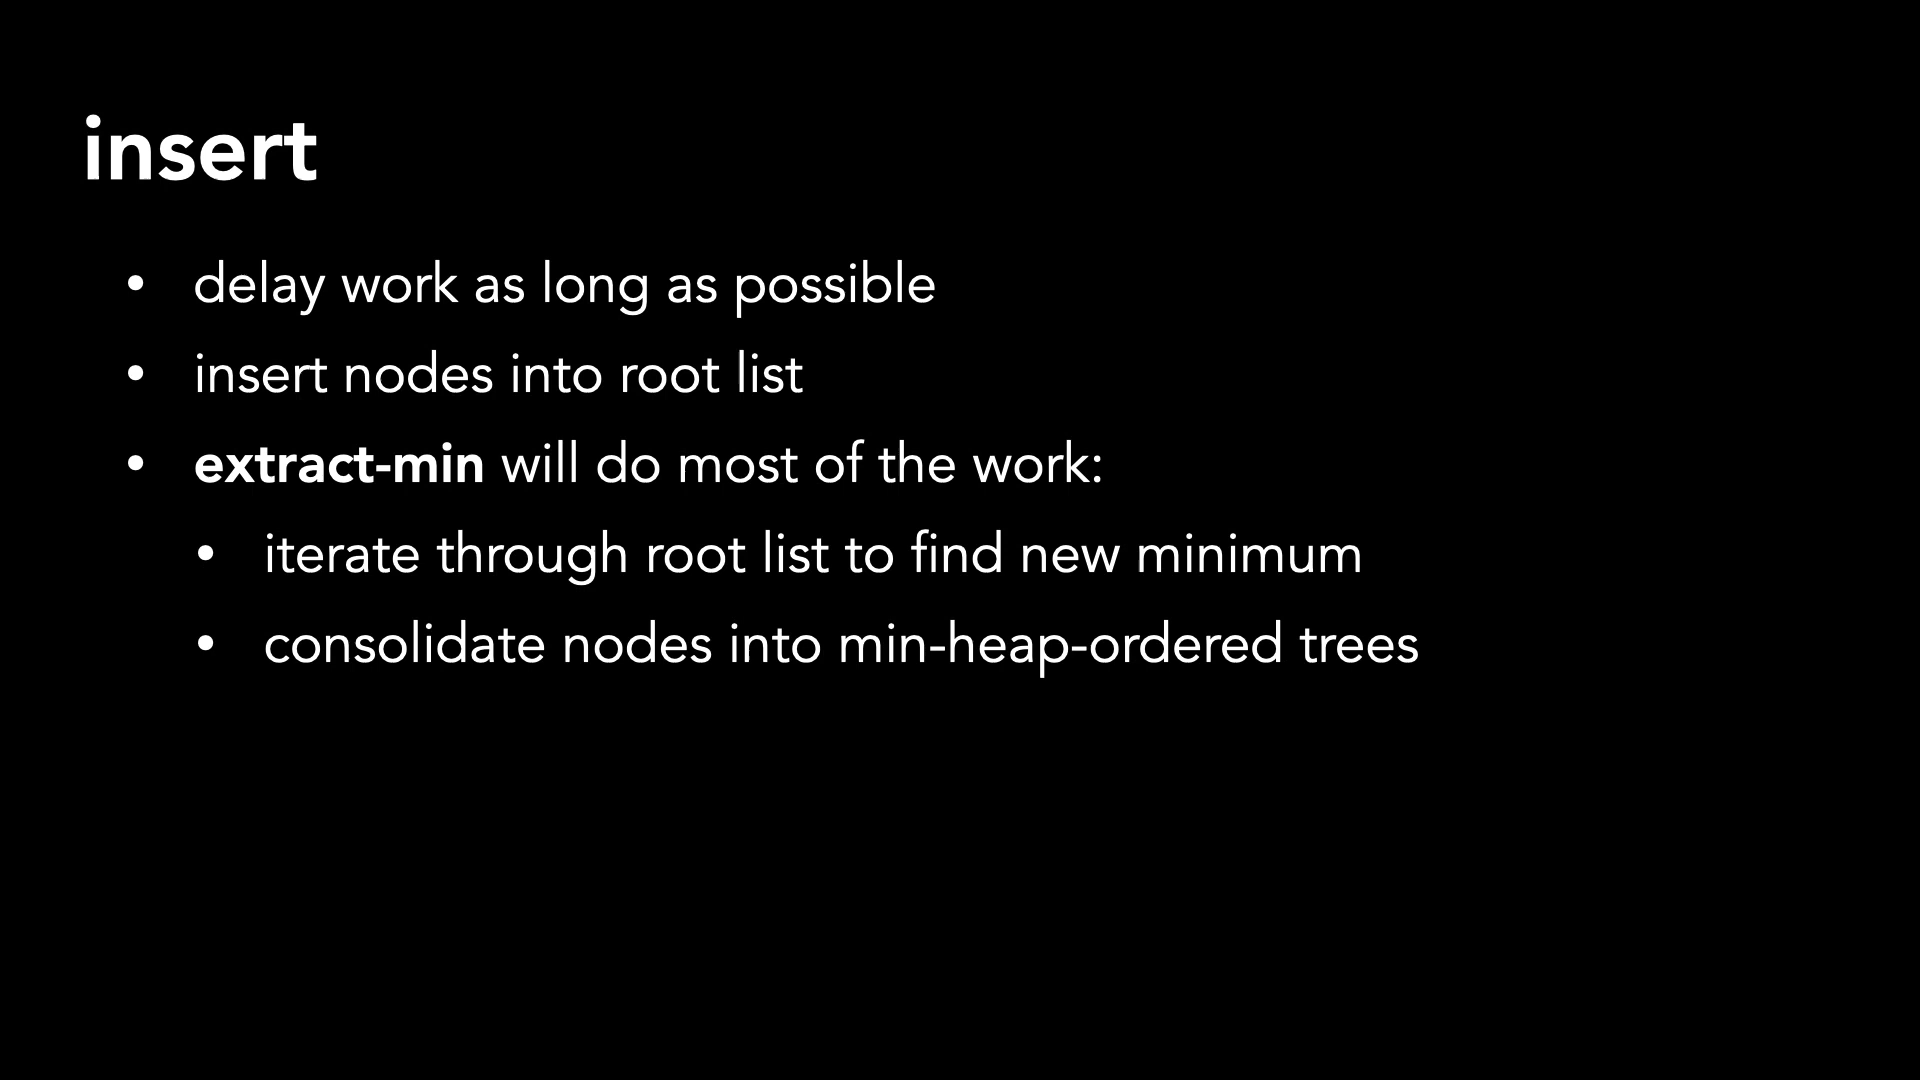 insert
• delay work as long as possible
• insert nodes into root list
• extract-min will do most of the work:
• iterate through root list to find new minimum
• consolidate nodes into min-heap-ordered trees